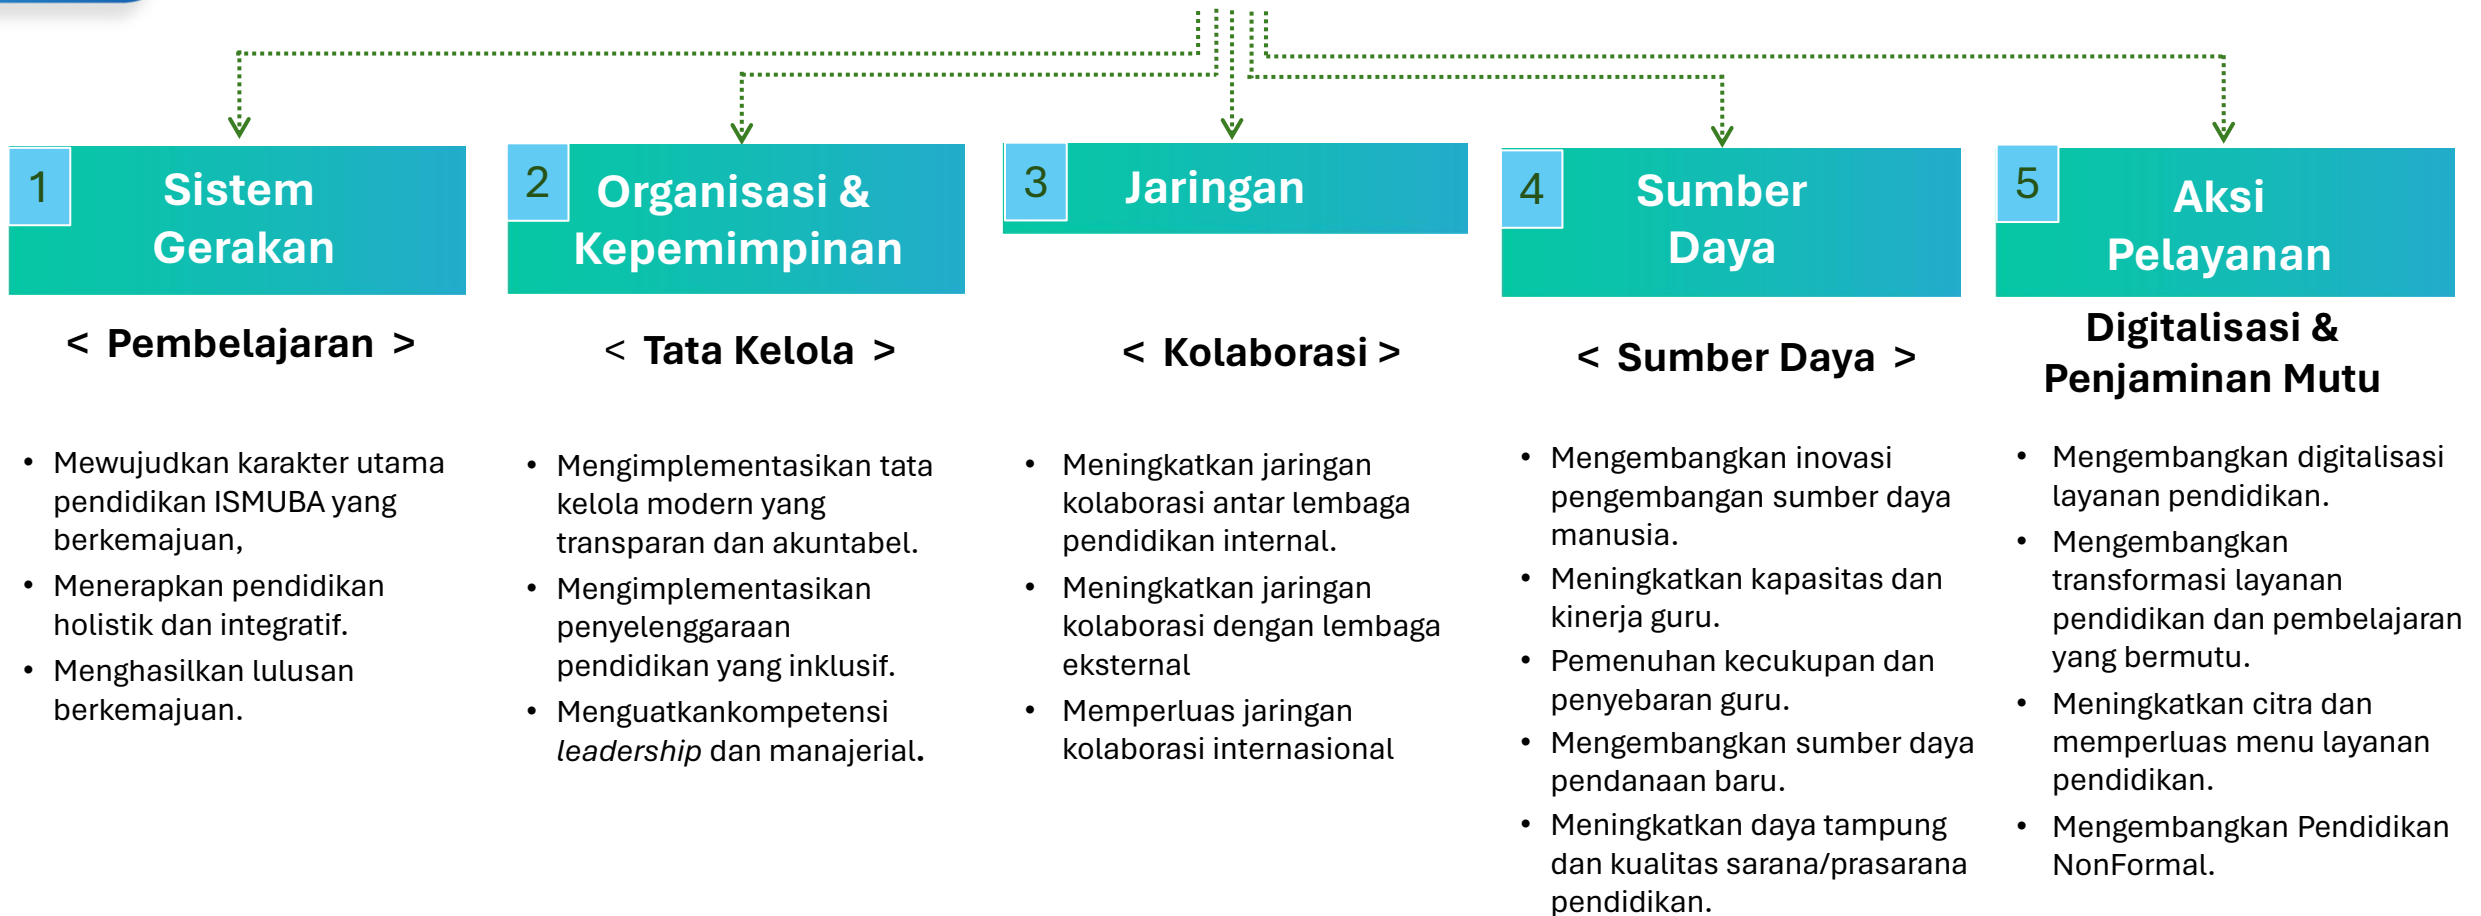 1
Sistem
Gerakan
< Pembelajaran >
• Mewujudkan karakter utama
pendidikan ISMUBA yang
berkemajuan,
• Menerapkan pendidikan
holistik dan integratif.
• Menghasilkan lulusan
berkemajuan.
2
Organisasi &
Kepemimpinan
< Tata Kelola >
• Mengimplementasikan tata
kelola modern yang
transparan dan akuntabel.
• Mengimplementasikan
penyelenggaraan
pendidikan yang inklusif.
• Menguatkankompetensi
leadership dan manajerial.
3
Jaringan
< Kolaborasi >
• Meningkatkan jaringan
kolaborasi antar lembaga
pendidikan internal.
• Meningkatkan jaringan
kolaborasi dengan lembaga
eksternal
• Memperluas jaringan
kolaborasi internasional
4
Sumber
Daya
< Sumber Daya >
• Mengembangkan inovasi
pengembangan sumber daya
manusia.
• Meningkatkan kapasitas dan
kinerja guru.
• Pemenuhan kecukupan dan
penyebaran guru.
• Mengembangkan sumber daya
pendanaan baru.
• Meningkatkan daya tampung
dan kualitas sarana/prasarana
pendidikan.
5
Aksi
Pelayanan
Digitalisasi &
Penjaminan Mutu
• Mengembangkan digitalisasi
layanan pendidikan.
• Mengembangkan
transformasi layanan
pendidikan dan pembelajaran
yang bermutu.
• Meningkatkan citra dan
memperluas menu layanan
pendidikan.
• Mengembangkan Pendidikan
NonFormal.